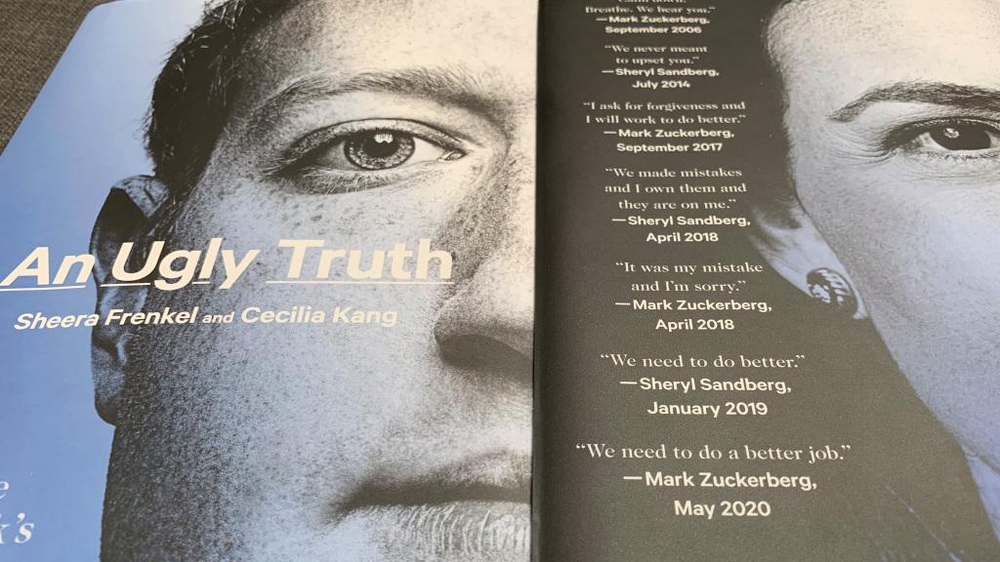 An Ugly Truth
Sheera Frenkel and Cecilia Kang
Breathe. We hear you.”
—Mark Zuckerberg,
September 2006
“We never meant
to upset you.”
—Sheryl Sandberg,
July 2014
“I ask for forgiveness and
I will work to do better.”
—Mark Zuckerberg,
September 2017
“We made mistakes
and I own them and
they are on me.”
—Sheryl Sandberg,
April 2018
“It was my mistake
and I’m sorry.”
—Mark Zuckerberg,
April 2018
“We need to do better.”
—Sheryl Sandberg,
January 2019
“We need to do a better job.”
—Mark Zuckerberg,
May 2020